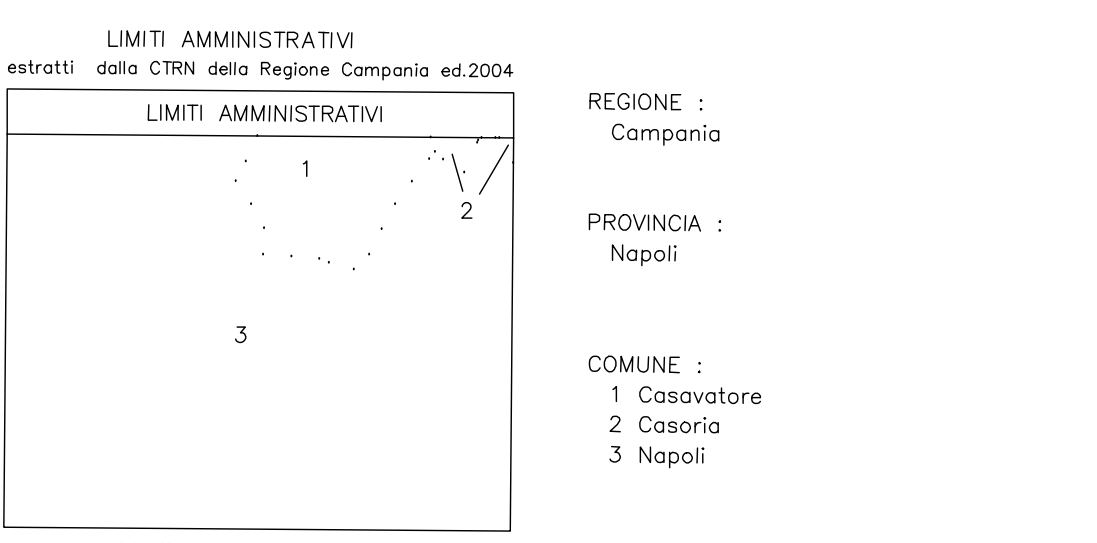 LIMITI AMMINISTRATIVI
estratti dalla CTRN della Regione Campania ed.2004
LIMITI AMMINISTRATIVI
1
2
3
REGIONE :
Campania
PROVINCIA :
Napoli
COMUNE :
1 Casavatore
2 Casoria
3 Napoli